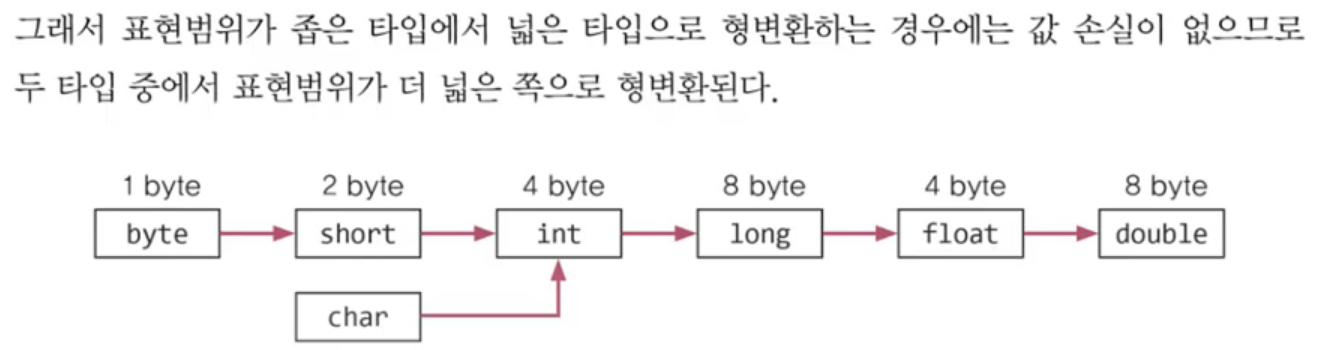 그래서 표현범위가 좁은 타입에서 넓은 타입으로 형변환하는 경우에는 값 손실이 없으므로
두 타입 중에서 표현범위가 더 넓은 쪽으로 형변환된다.
1 byte 2 byte 4 byte 8 byte 4 byte 8 byte
byte short int long float double
char